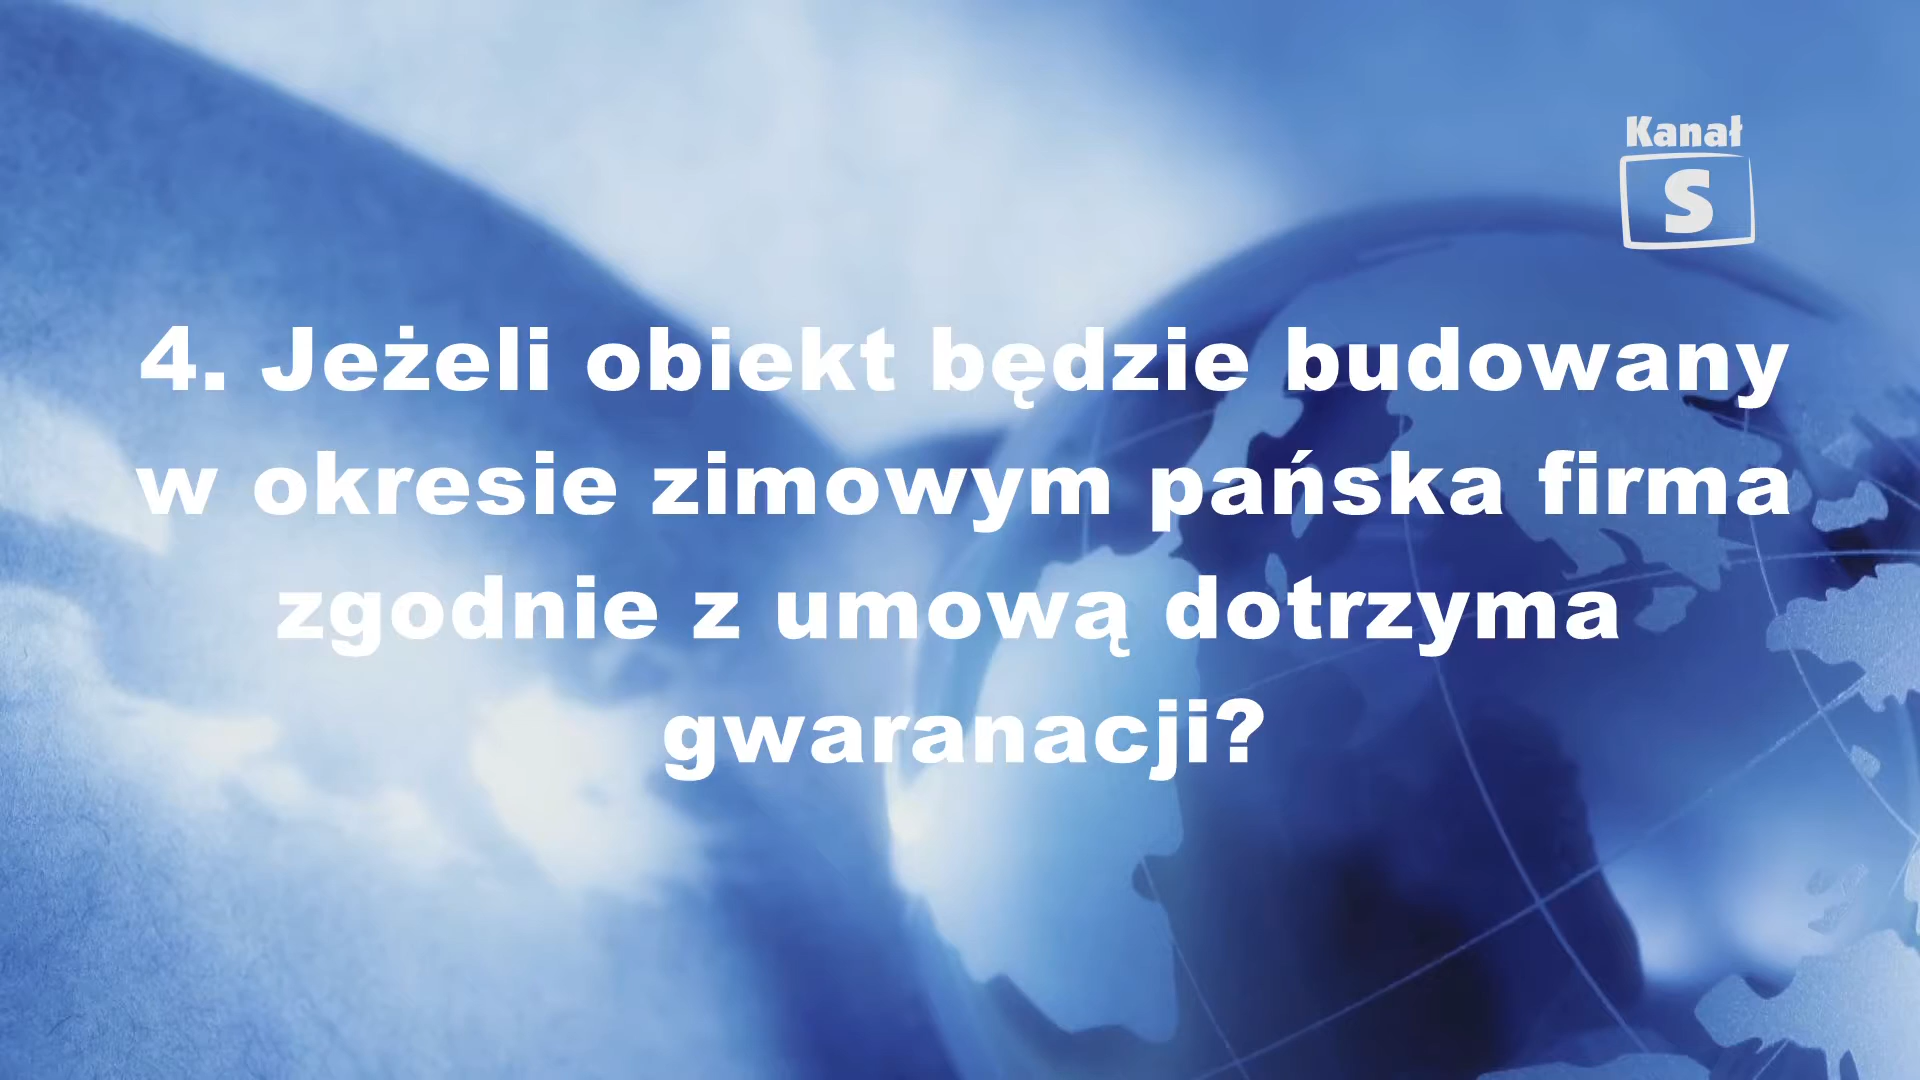 Kanał
S
4. Jeżeli obiekt będzie budowany
w okresie zimowym pańska firma
zgodnie z umową dotrzyma
gwaranacji?